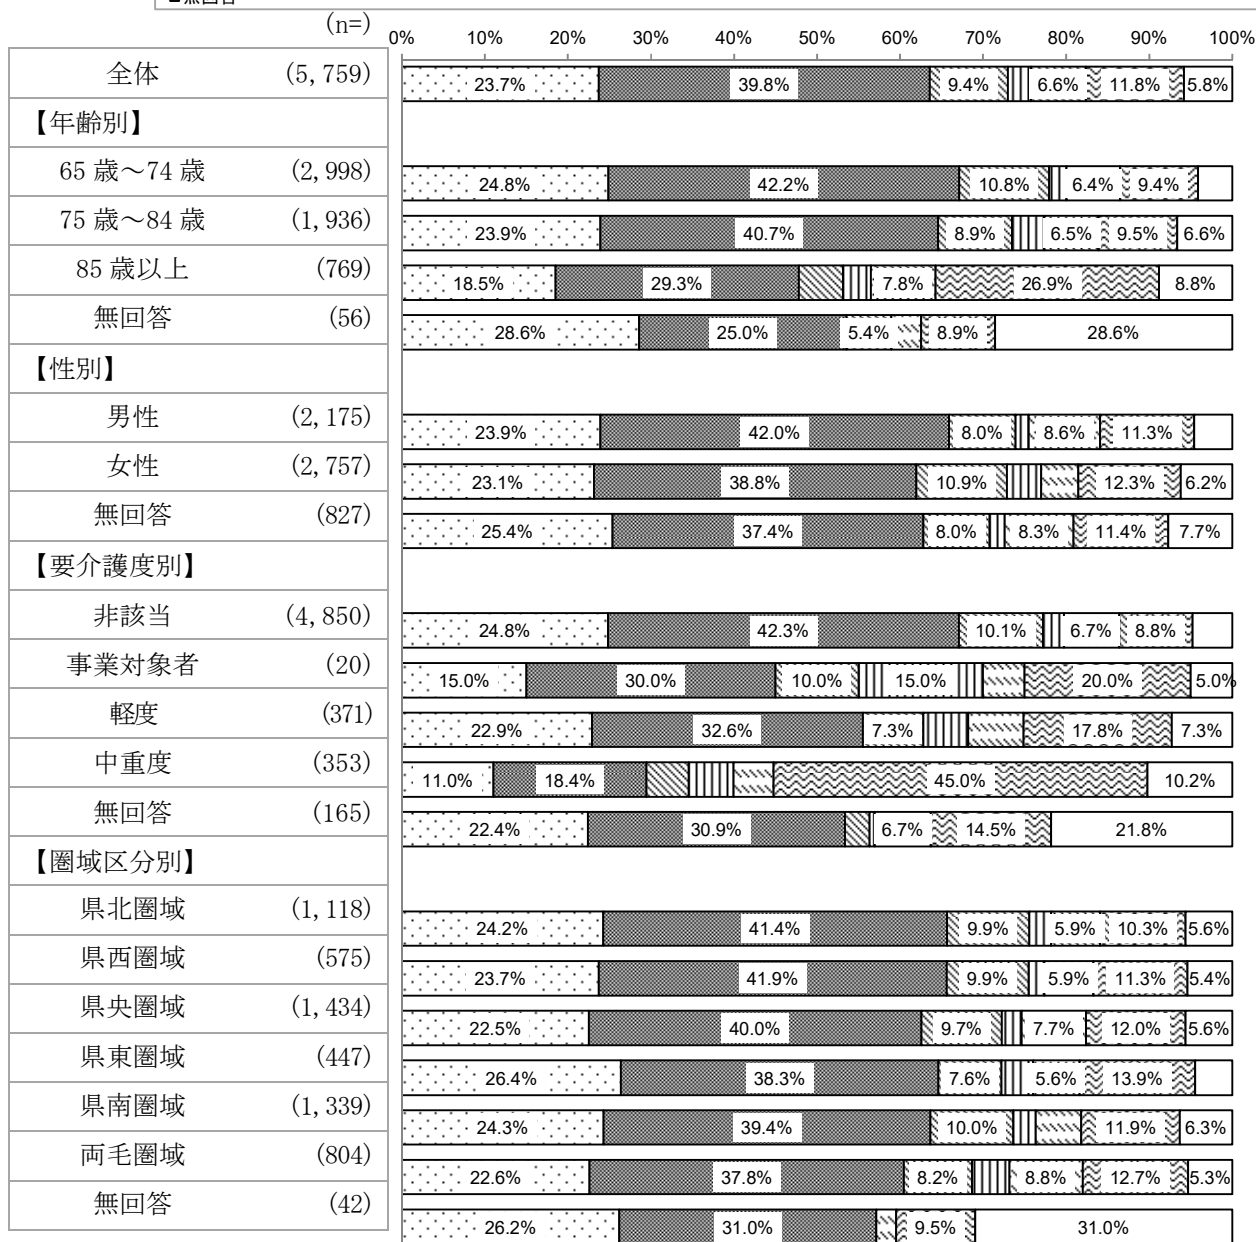 (n=)
0% 10% 20% 30% 40% 50% 60% 70% 80% 90% 100%
全体 (5,759) 23.7% 39.8% 9.4% 6.6% 11.8% 5.8%
【年齢別】
65歳～74歳 (2,998) 24.8% 42.2% 10.8% 6.4% 9.4%
75歳～84歳 (1,936) 23.9% 40.7% 8.9% 6.5% 9.5% 6.6%
85歳以上 (769) 18.5% 29.3% 7.8% 26.9% 8.8%
無回答 (56) 28.6% 25.0% 5.4% 8.9% 28.6%
【性別】
男性 (2,175) 23.9% 42.0% 8.0% 8.6% 11.3%
女性 (2,757) 23.1% 38.8% 10.9% 12.3% 6.2%
無回答 (827) 25.4% 37.4% 8.0% 8.3% 11.4% 7.7%
【要介護度別】
非該当 (4,850) 24.8% 42.3% 10.1% 6.7% 8.8%
事業対象者 (20) 15.0% 30.0% 10.0% 15.0% 20.0% 5.0%
軽度 (371) 22.9% 32.6% 7.3% 17.8% 7.3%
中重度 (353) 11.0% 18.4% 45.0% 10.2%
無回答 (165) 22.4% 30.9% 6.7% 14.5% 21.8%
【圏域区分別】
県北圏域 (1,118) 24.2% 41.4% 9.9% 5.9% 10.3% 5.6%
県西圏域 (575) 23.7% 41.9% 9.9% 5.9% 11.3% 5.4%
県央圏域 (1,434) 22.5% 40.0% 9.7% 7.7% 12.0% 5.6%
県東圏域 (447) 26.4% 38.3% 7.6% 5.6% 13.9%
県南圏域 (1,339) 24.3% 39.4% 10.0% 11.9% 6.3%
両毛圏域 (804) 22.6% 37.8% 8.2% 8.8% 12.7% 5.3%
無回答 (42) 26.2% 31.0% 9.5% 31.0%